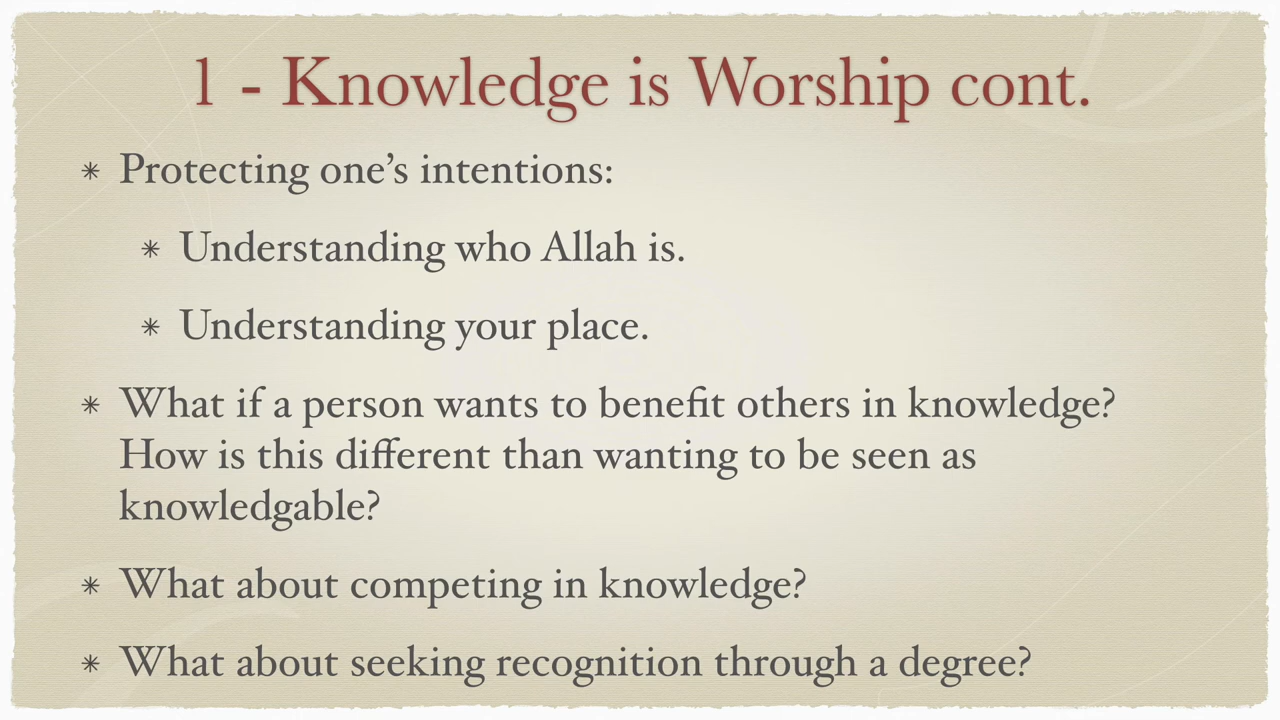 1 - Knowledge is Worship cont.
✳ Protecting one’s intentions:
✳ Understanding who Allah is.
✳ Understanding your place.
✳ What if a person wants to benefit others in knowledge?
How is this different than wanting to be seen as
knowledgable?
✳ What about competing in knowledge?
✳ What about seeking recognition through a degree?